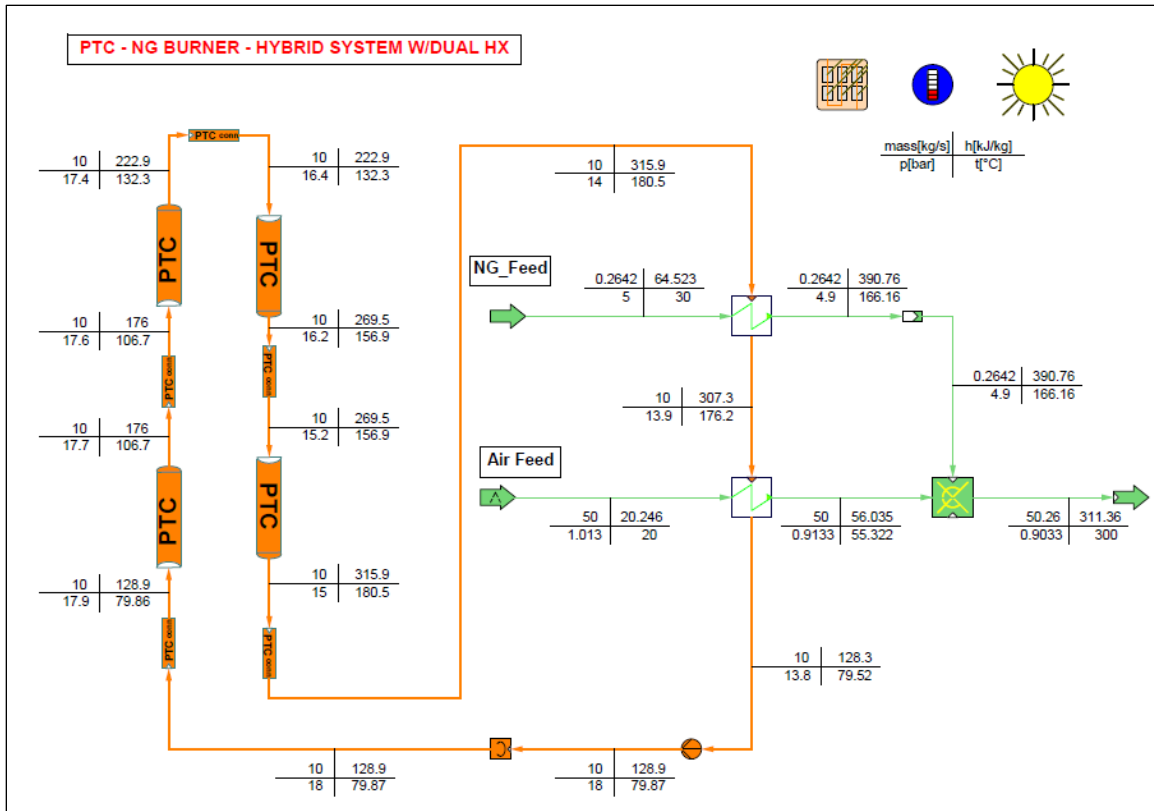 PTC - NG BURNER - HYBRID SYSTEM W/DUAL HX
mass[kg/s] h[kJ/kg]
p[bar] t[°C]
PTC conn
10 222.9
17.4 132.3
10 222.9
16.4 132.3
10 315.9
14 180.5
PTC
PTC
NG_Feed
0.2642 64.523
5 30
0.2642 390.76
4.9 166.16
10 176
17.6 106.7
10 269.5
16.2 156.9
PTC conn
PTC conn
0.2642 390.76
4.9 166.16
10 307.3
13.9 176.2
10 176
17.7 106.7
10 269.5
15.2 156.9
Air Feed
PTC
PTC
50 20.246
1.013 20
50 56.035
0.9133 55.322
50.26 311.36
0.9033 300
10 128.9
17.9 79.86
10 315.9
15 180.5
PTC conn
PTC conn
10 128.3
13.8 79.52
10 128.9
18 79.87
10 128.9
18 79.87